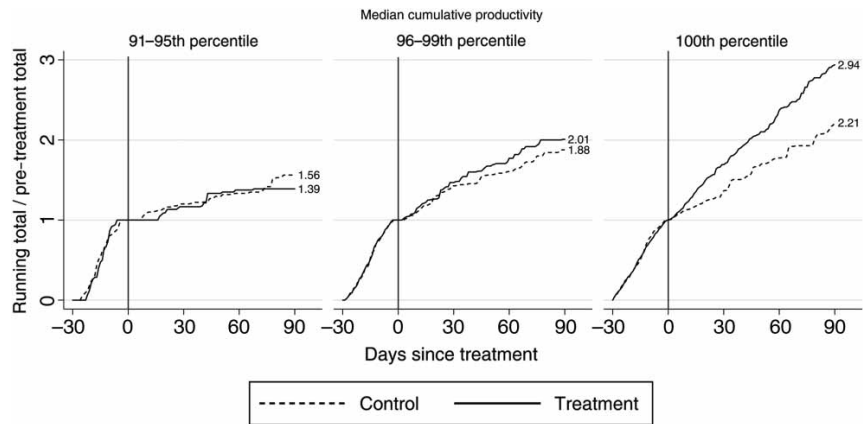 Median cumulative productivity
91–95th percentile
96–99th percentile
100th percentile
Running total / pre-treatment total
3
2
1
0
1.56
1.39
2.01
1.88
2.94
2.21
–30 0 30 60 90
–30 0 30 60 90
–30 0 30 60 90
Days since treatment
Control
Treatment